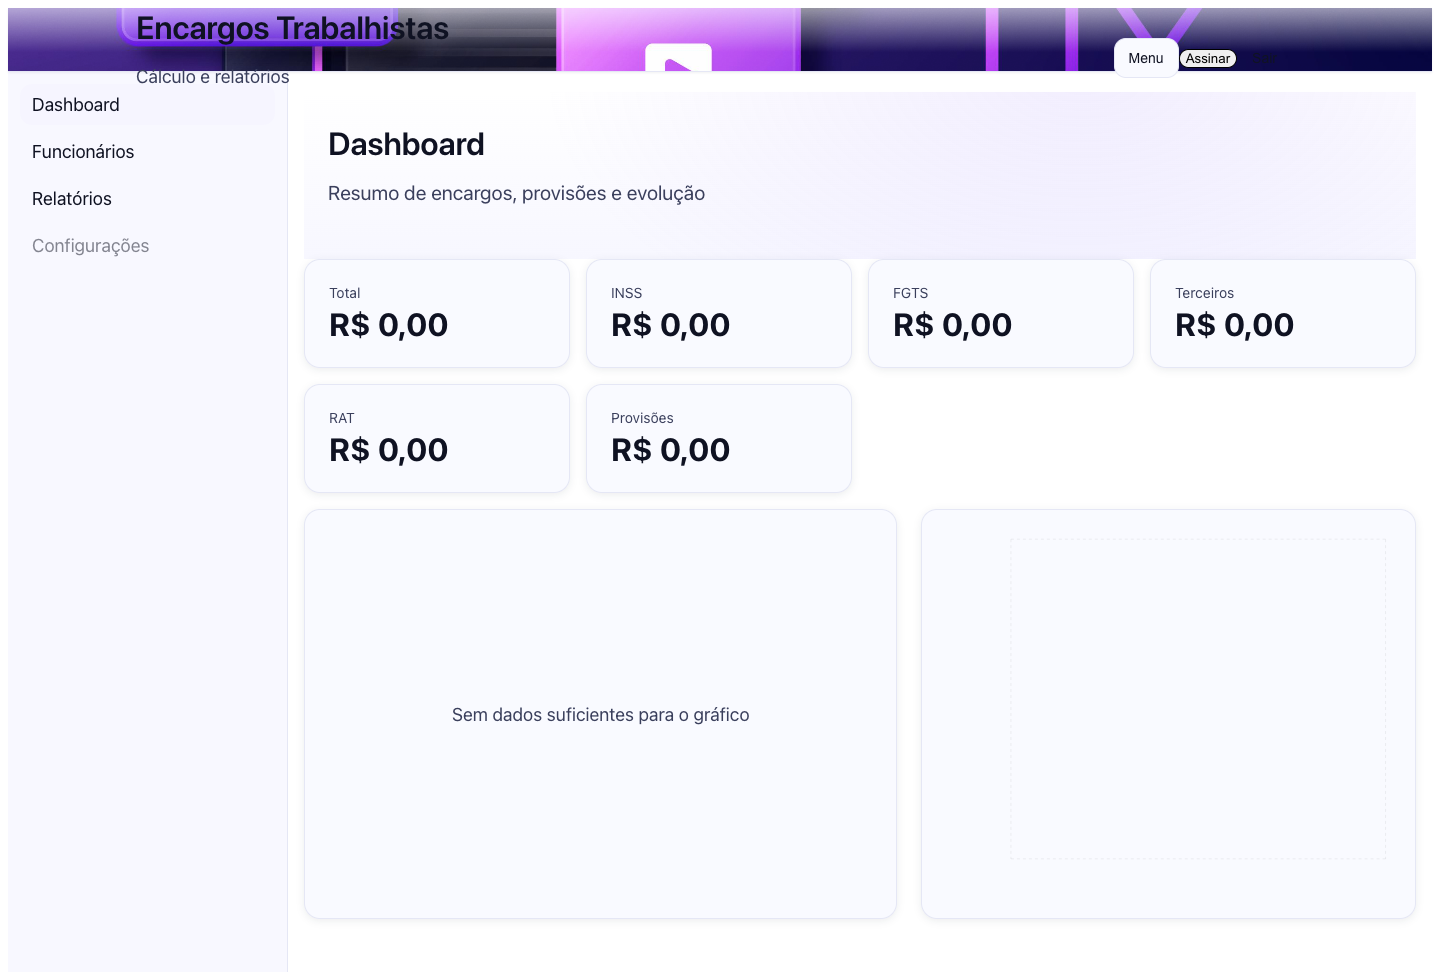 Encargos Trabalhistas
Cálculo e relatórios
Menu
Assinar
Dashboard
Funcionários
Relatórios
Configurações
Dashboard
Resumo de encargos, provisões e evolução
Total
R$ 0,00
INSS
R$ 0,00
FGTS
R$ 0,00
Terceiros
R$ 0,00
RAT
R$ 0,00
Provisões
R$ 0,00
Sem dados suficientes para o gráfico